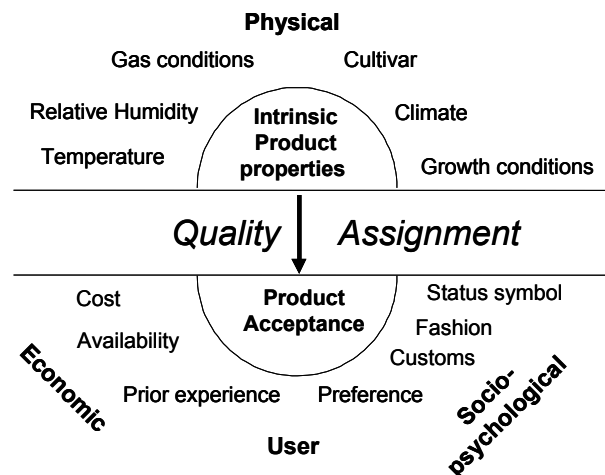 Physical
Gas conditions
Cultivar
Relative Humidity
Intrinsic
Product
properties
Climate
Temperature
Growth conditions
Quality Assignment
Cost
Product
Acceptance
Status symbol
Availability
Fashion
Customs
Economic
Prior experience
Preference
Socio-
psychological
User